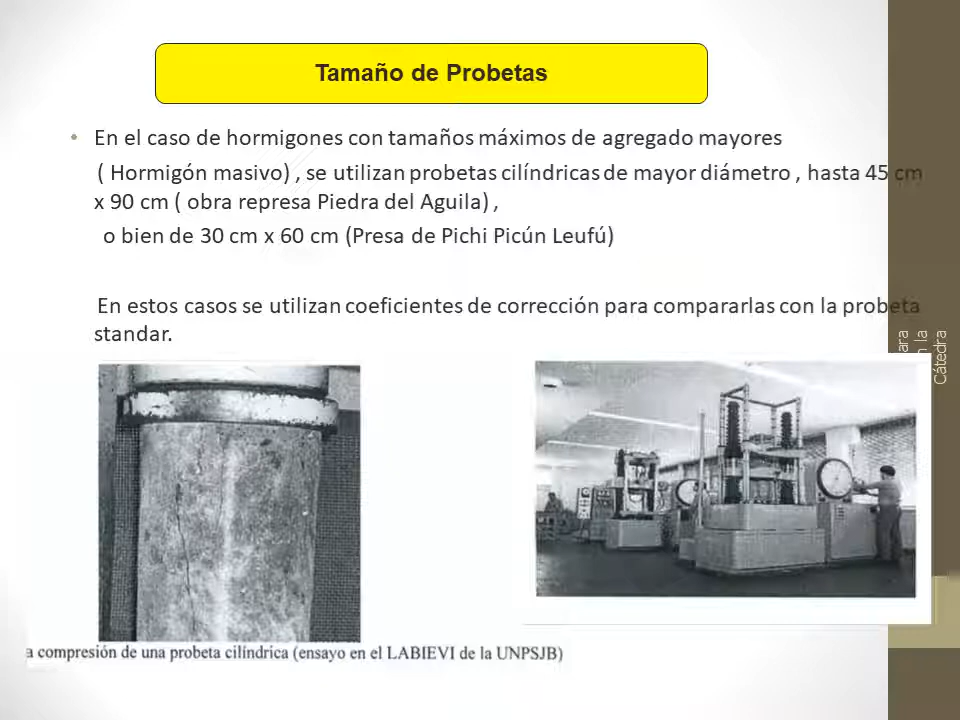 Tamaño de Probetas
• En el caso de hormigones con tamaños máximos de agregado mayores
( Hormigón masivo) , se utilizan probetas cilíndricas de mayor diámetro , hasta 45 cm
x 90 cm ( obra represa Piedra del Aguila) ,
o bien de 30 cm x 60 cm (Presa de Pichi Picún Leufú)
En estos casos se utilizan coeficientes de corrección para compararlas con la probeta
standar.
la
Cátedra
a compresión de una probeta cilíndrica (ensayo en el LABIEVI de la UNPSJB)